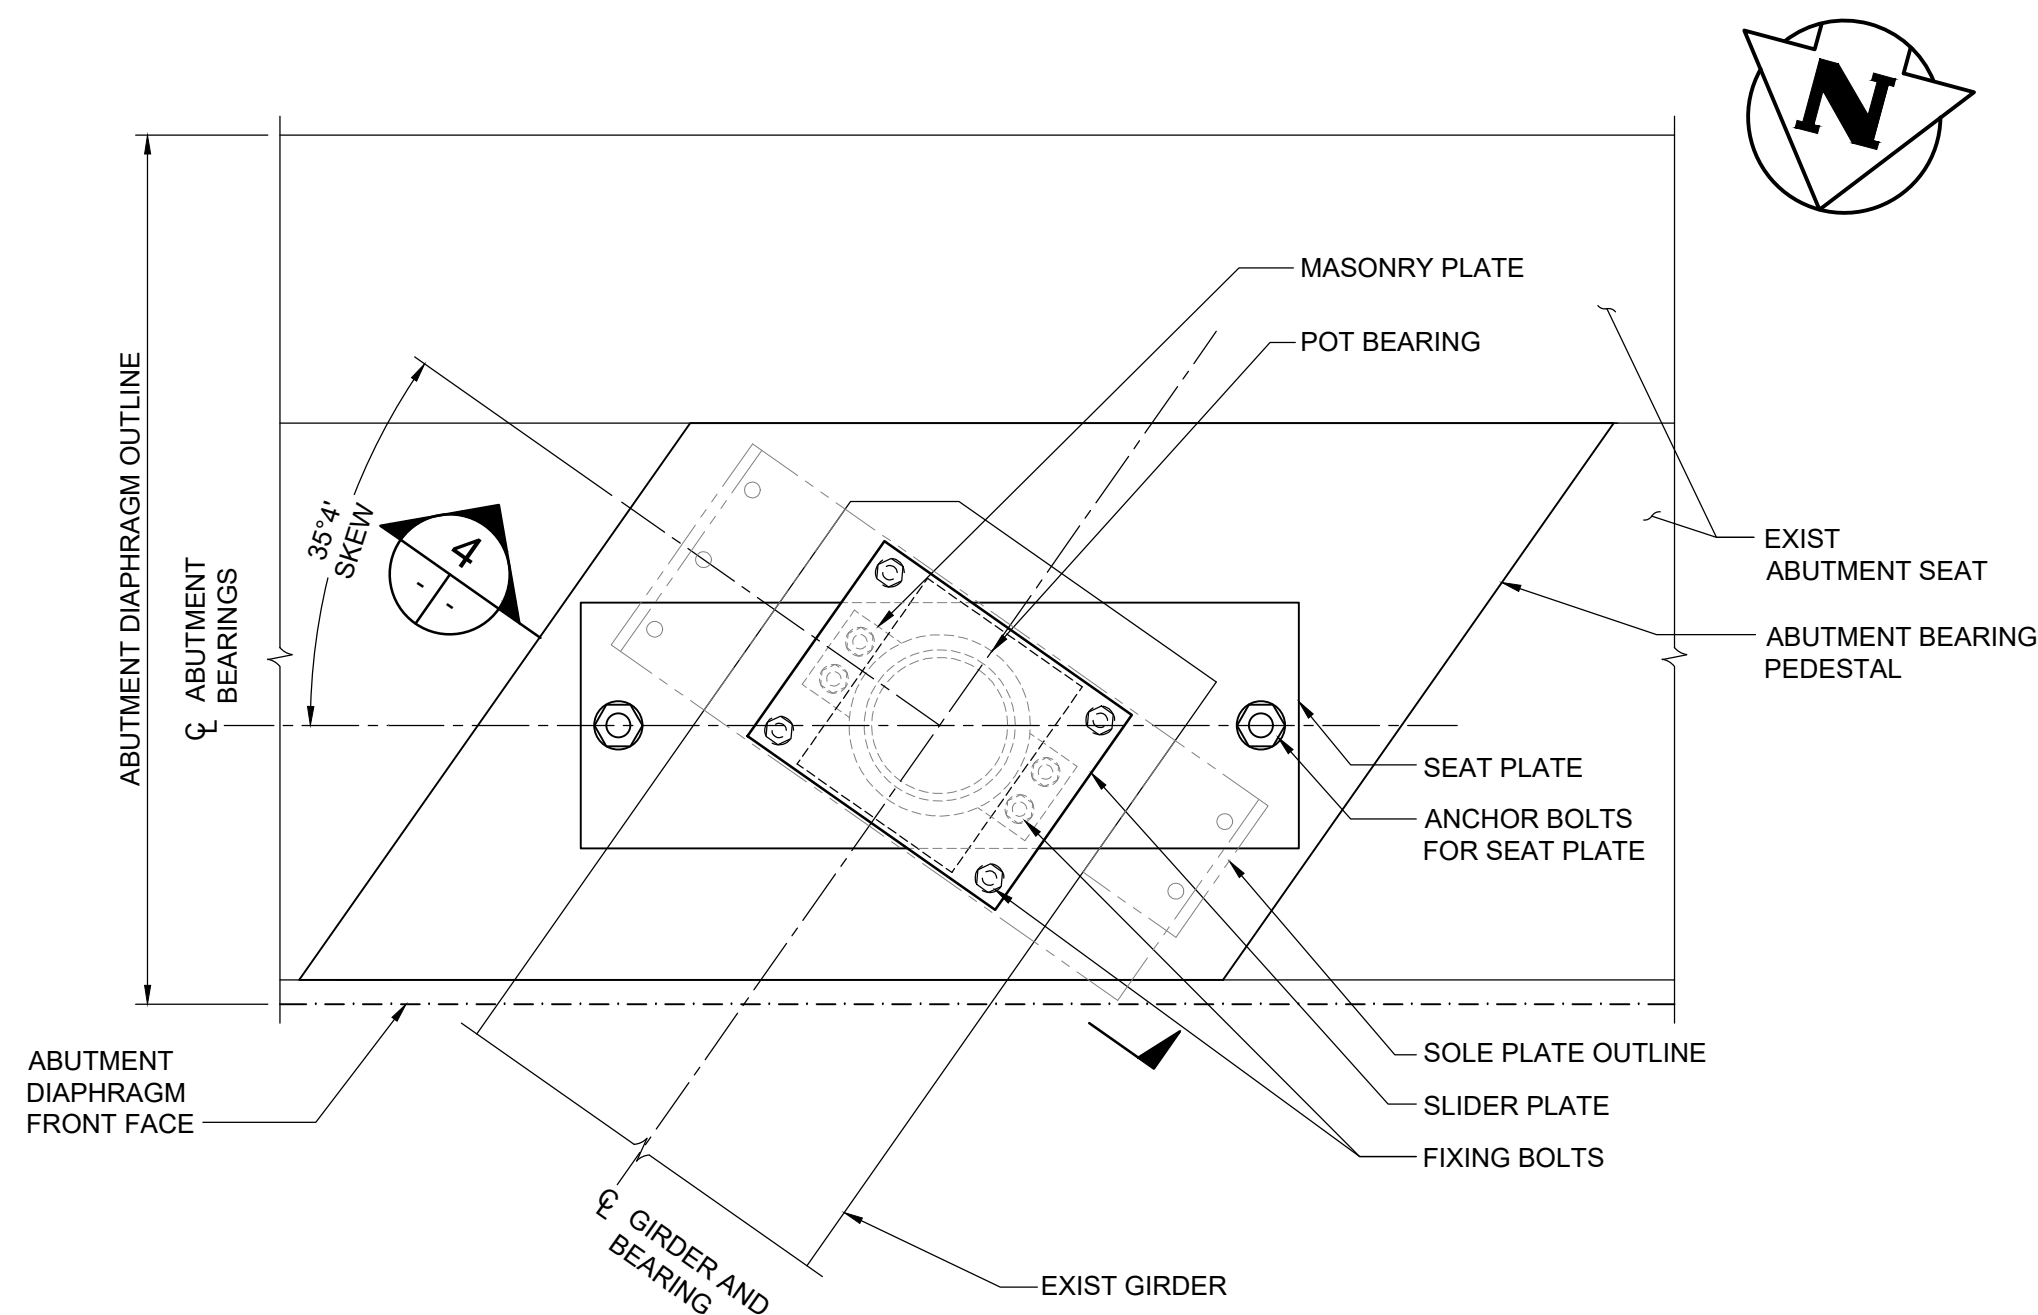 N
MASONRY PLATE
POT BEARING
ABUTMENT DIAPHRAGM OUTLINE
35°4'
SKEW
4
-
-
℄ ABUTMENT
BEARINGS
EXIST
ABUTMENT SEAT
ABUTMENT BEARING
PEDESTAL
SEAT PLATE
ANCHOR BOLTS
FOR SEAT PLATE
SOLE PLATE OUTLINE
SLIDER PLATE
FIXING BOLTS
ABUTMENT
DIAPHRAGM
FRONT FACE
℄ GIRDER AND
BEARING
EXIST GIRDER